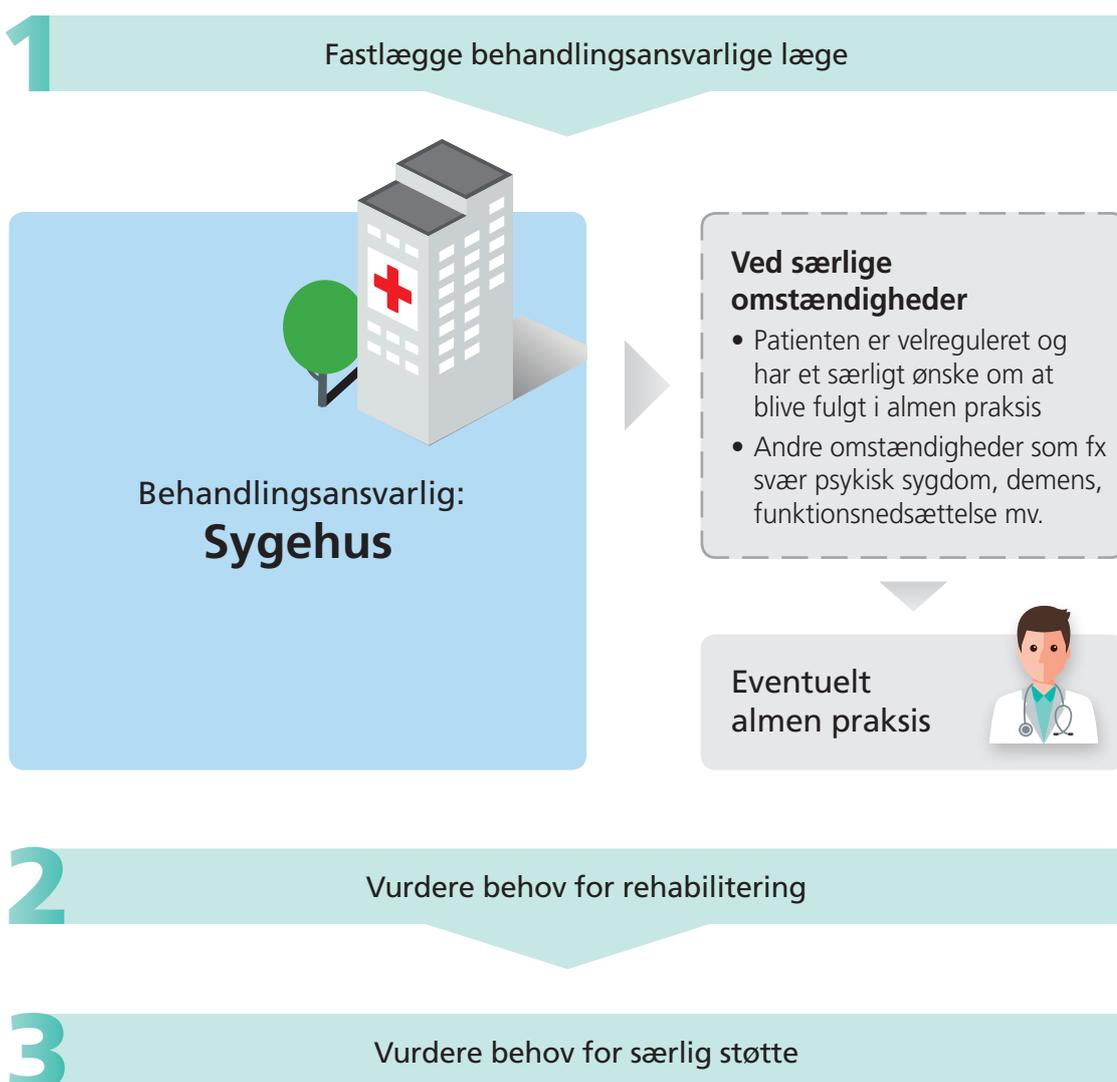 1
Fastlægge behandlingsansvarlige læge
Behandlingsansvarlig:
Sygehus
Ved særlige
omstændigheder
• Patienten er velreguleret og
har et særligt ønske om at
blive fulgt i almen praksis
• Andre omstændigheder som fx
svær psykisk sygdom, demens,
funktionsnedsættelse mv.
Eventuelt
almen praksis
2
Vurdere behov for rehabilitering
3
Vurdere behov for særlig støtte